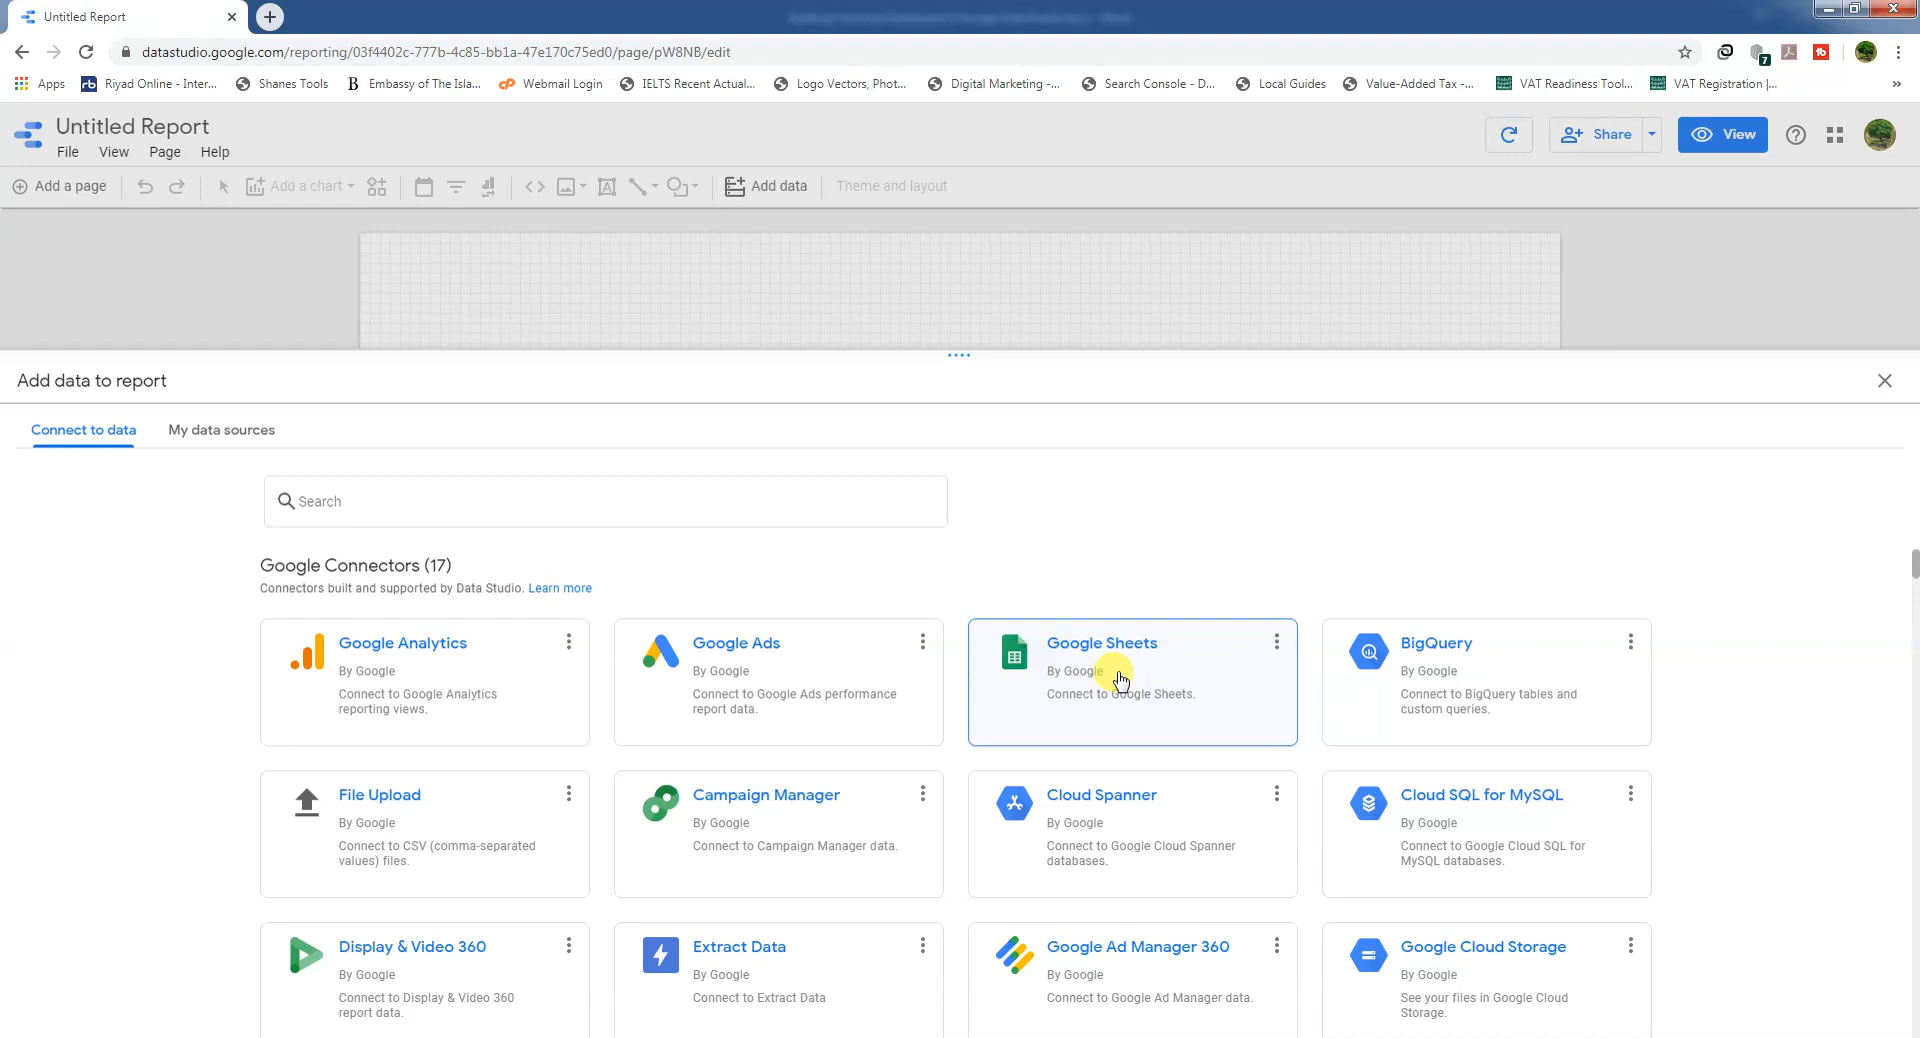 Untitled Report
datastudio.google.com/reporting/03f4402c-777b-4c85-bb1a-47e170c75ed0/page/pW8NB/edit
7
Apps
rb Riyad Online - Inter...
Shanes Tools
B Embassy of The Isla...
cP Webmail Login
IELTS Recent Actual...
Logo Vectors, Phot...
Digital Marketing -...
Search Console - D...
Local Guides
Value-Added Tax -...
VAT Readiness Tool...
VAT Registration |...
»
Untitled Report
File View Page Help
Share
View
Add a page
Add a chart
Add data
Theme and layout
Add data to report
Connect to data
My data sources
Search
Google Connectors (17)
Connectors built and supported by Data Studio. Learn more
Google Analytics
By Google
Connect to Google Analytics
reporting views.
Google Ads
By Google
Connect to Google Ads performance
report data.
Google Sheets
By Google
Connect to Google Sheets.
BigQuery
By Google
Connect to BigQuery tables and
custom queries.
File Upload
By Google
Connect to CSV (comma-separated
values) files.
Campaign Manager
By Google
Connect to Campaign Manager data.
Cloud Spanner
By Google
Connect to Google Cloud Spanner
databases.
Cloud SQL for MySQL
By Google
Connect to Google Cloud SQL for
MySQL databases.
Display & Video 360
By Google
Connect to Display & Video 360
report data.
Extract Data
By Google
Connect to Extract Data
Google Ad Manager 360
By Google
Connect to Google Ad Manager data.
Google Cloud Storage
By Google
See your files in Google Cloud
Storage.